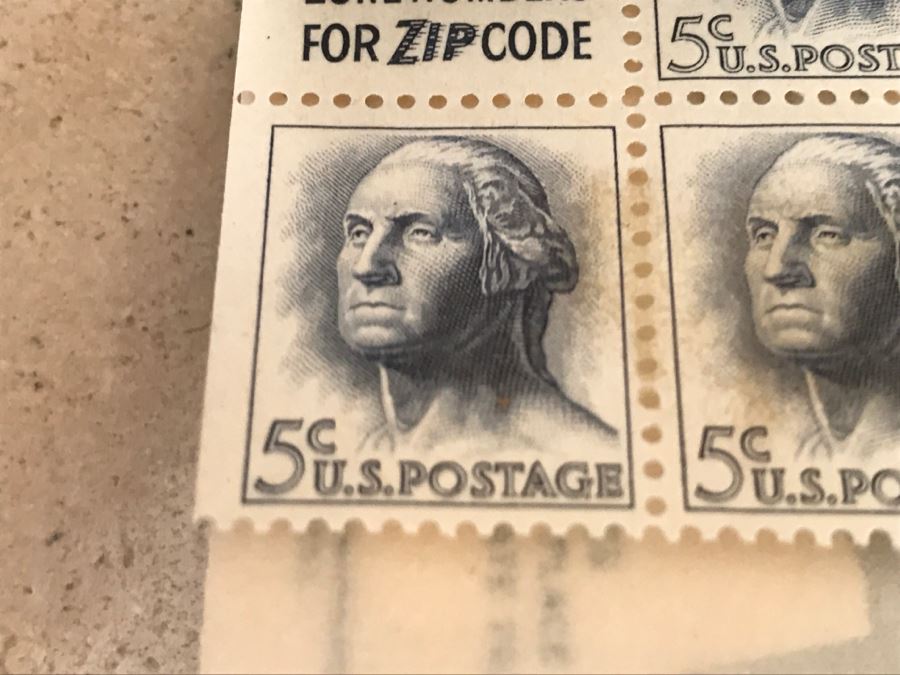 FOR ZIP CODE
5c
U.S. POST
5c
U.S. POSTAGE
5c
U.S. PO